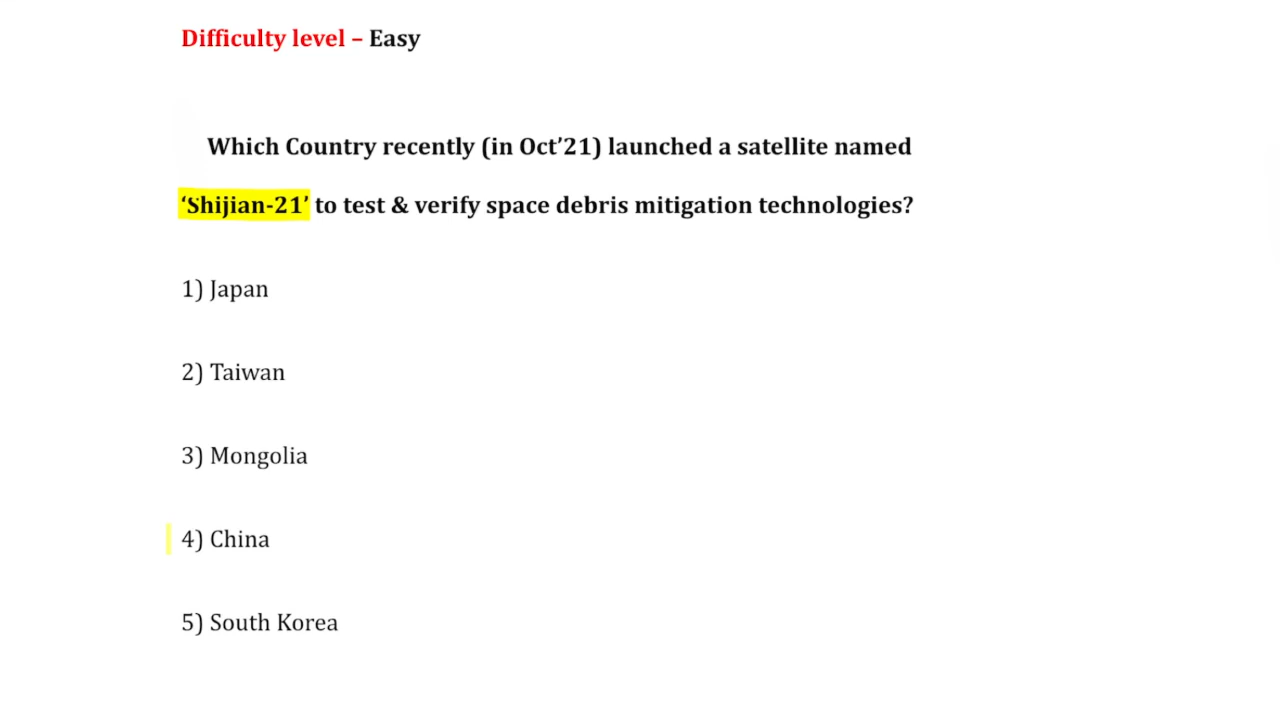 Difficulty level – Easy
Which Country recently (in Oct’21) launched a satellite named
‘Shijian-21’ to test & verify space debris mitigation technologies?
1) Japan
2) Taiwan
3) Mongolia
4) China
5) South Korea